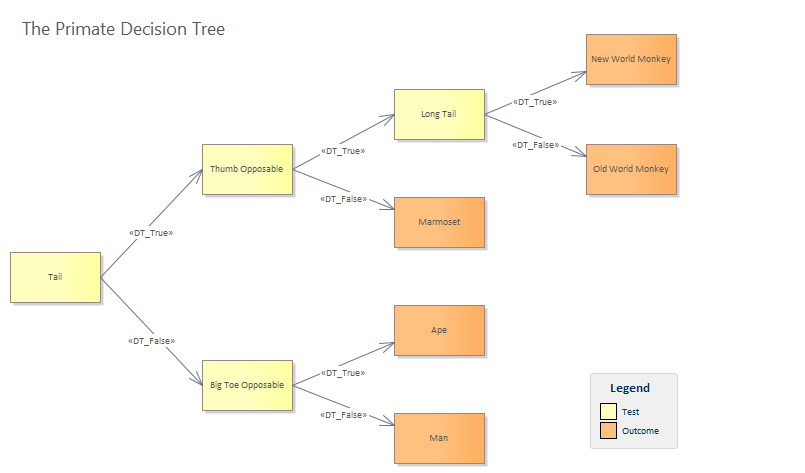 The Primate Decision Tree
New World Monkey
«DT_True»
Long Tail
«DT_False»
Old World Monkey
«DT_True»
Thumb Opposable
«DT_False»
Marmoset
«DT_True»
Tail
«DT_False»
Ape
«DT_True»
Big Toe Opposable
«DT_False»
Man
Legend
Test
Outcome